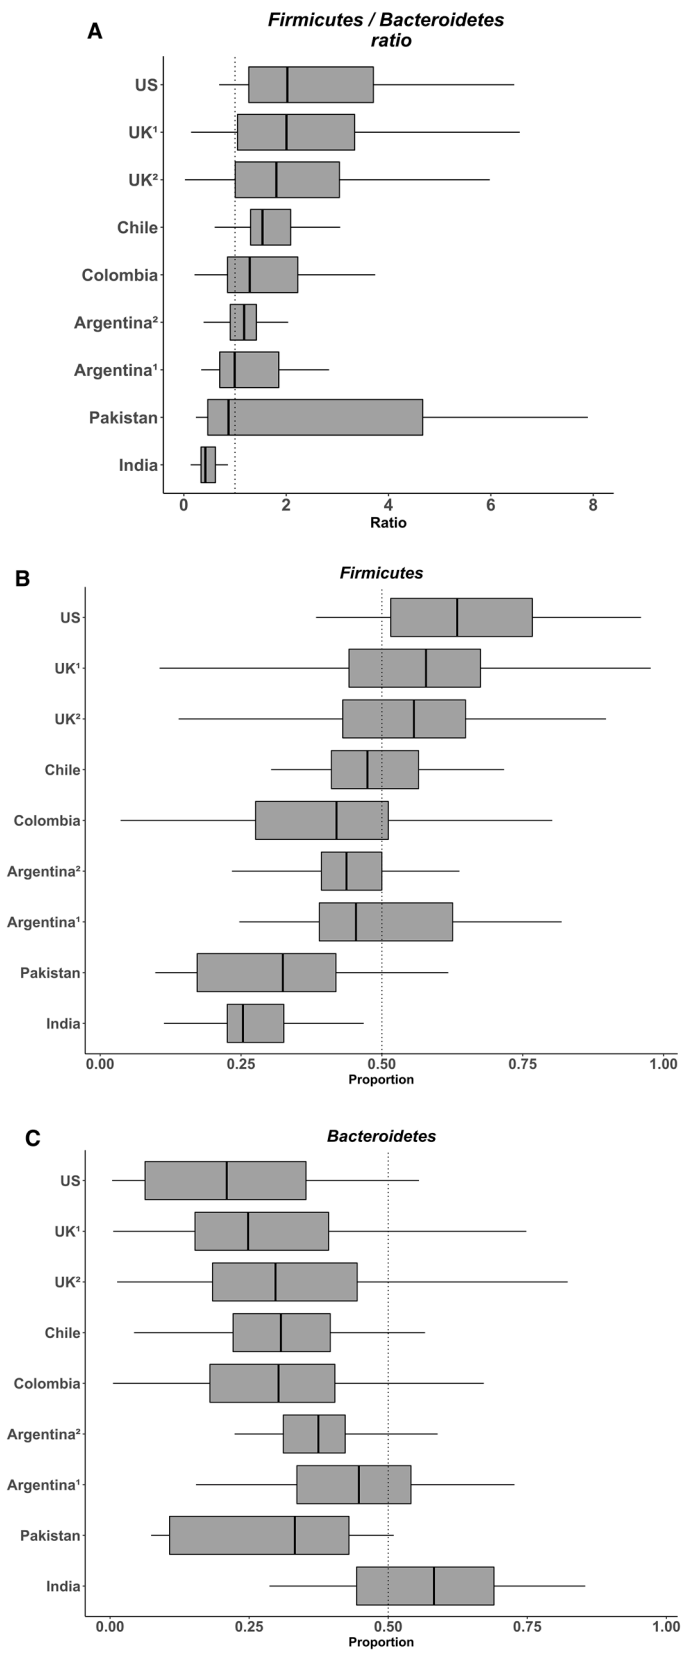 A
Firmicutes / Bacteroidetes
ratio
US
UK¹
UK²
Chile
Colombia
Argentina²
Argentina¹
Pakistan
India
0 2 4 6 8
Ratio
B
Firmicutes
US
UK¹
UK²
Chile
Colombia
Argentina²
Argentina¹
Pakistan
India
0.00 0.25 0.50 0.75 1.00
Proportion
C
Bacteroidetes
US
UK¹
UK²
Chile
Colombia
Argentina²
Argentina¹
Pakistan
India
0.00 0.25 0.50 0.75 1.00
Proportion